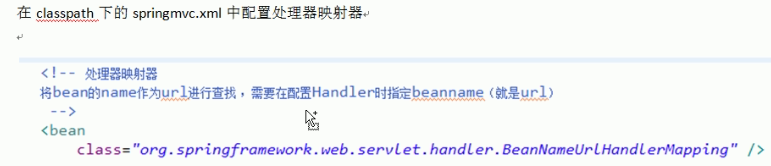 在 classpath 下的 springmvc.xml 中配置处理器映射器
<!-- 处理器映射器
将bean的name作为url进行查找，需要在配置Handler时指定beanname（就是url）
-->
<bean
class="org.springframework.web.servlet.handler.BeanNameUrlHandlerMapping" />